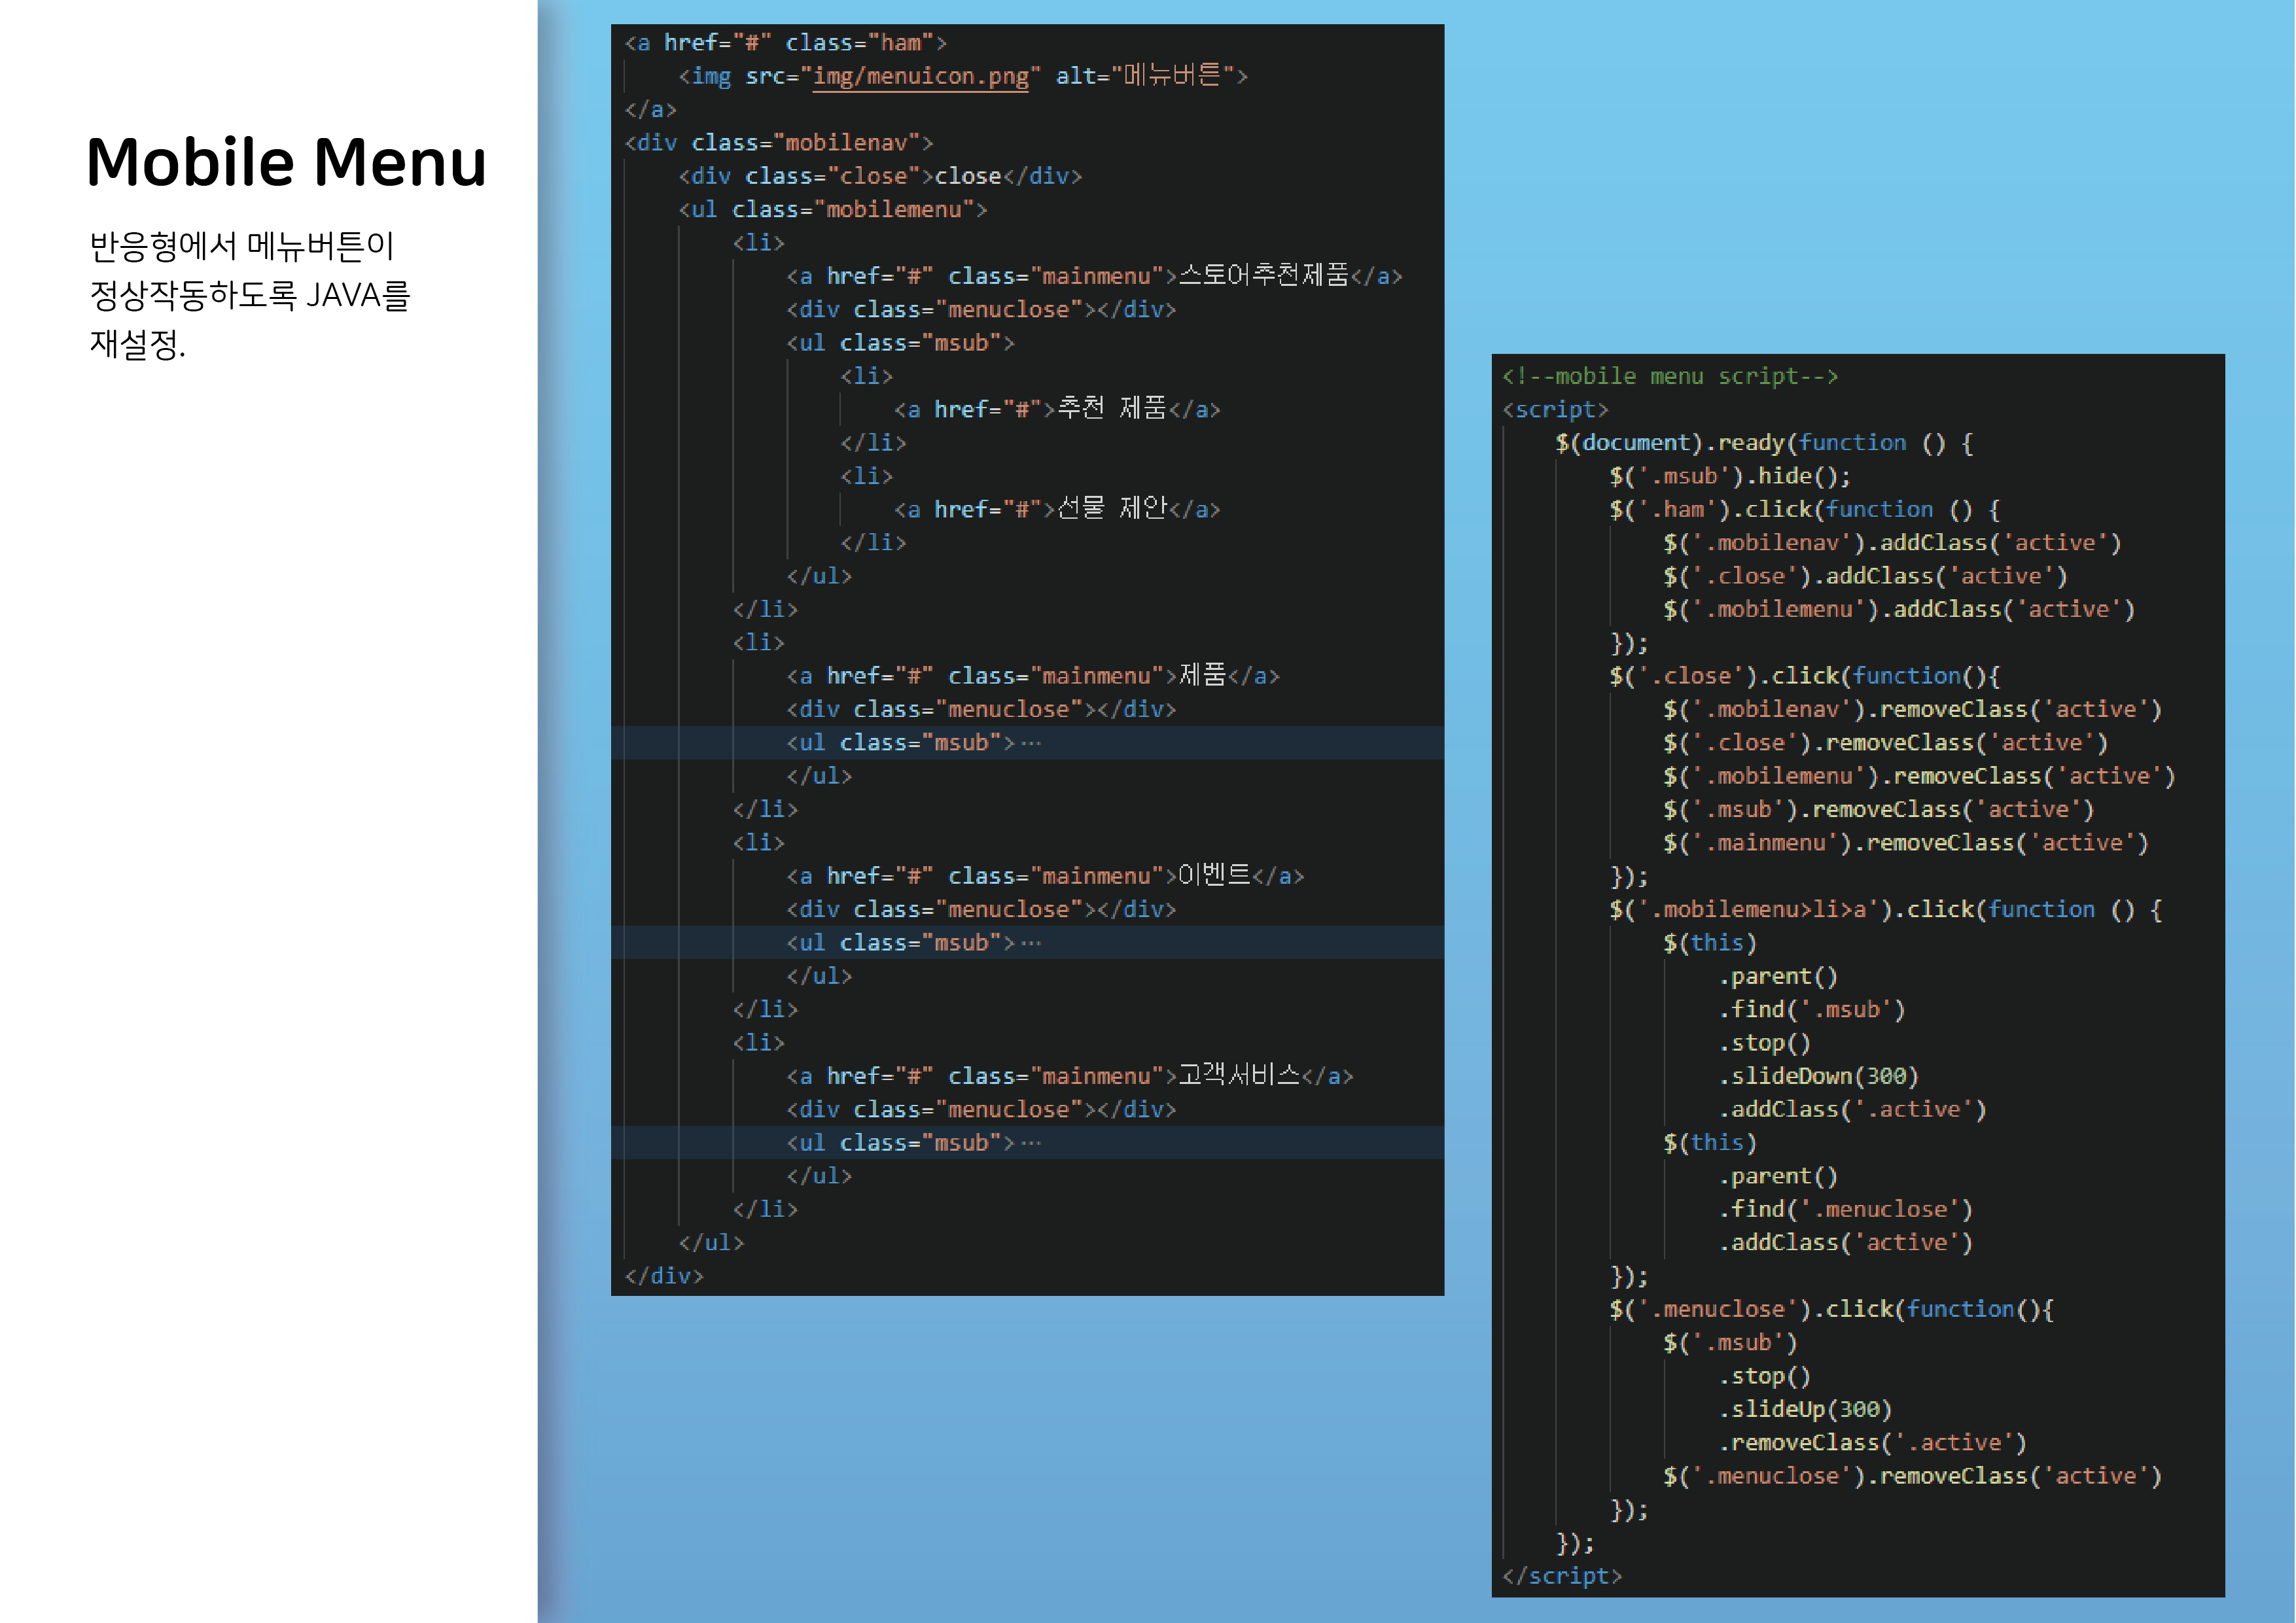 Mobile Menu
반응형에서 메뉴버튼이
정상작동하도록 JAVA를
재설정.
<a href="#" class="ham">
    <img src="img/menuicon.png" alt="메뉴버튼">
</a>
<div class="mobilenav">
    <div class="close">close</div>
    <ul class="mobilemenu">
        <li>
            <a href="#" class="mainmenu">스토어추천제품</a>
            <div class="menuclose"></div>
            <ul class="msub">
                <li>
                    <a href="#">추천 제품</a>
                </li>
                <li>
                    <a href="#">선물 제안</a>
                </li>
            </ul>
        </li>
        <li>
            <a href="#" class="mainmenu">제품</a>
            <div class="menuclose"></div>
            <ul class="msub">···
            </ul>
        </li>
        <li>
            <a href="#" class="mainmenu">이벤트</a>
            <div class="menuclose"></div>
            <ul class="msub">···
            </ul>
        </li>
        <li>
            <a href="#" class="mainmenu">고객서비스</a>
            <div class="menuclose"></div>
            <ul class="msub">···
            </ul>
        </li>
    </ul>
</div>
<!--mobile menu script-->
<script>
    $(document).ready(function () {
        $('.msub').hide();
        $('.ham').click(function () {
            $('.mobilenav').addClass('active')
            $('.close').addClass('active')
            $('.mobilemenu').addClass('active')
        });
        $('.close').click(function(){
            $('.mobilenav').removeClass('active')
            $('.close').removeClass('active')
            $('.mobilemenu').removeClass('active')
            $('.msub').removeClass('active')
            $('.mainmenu').removeClass('active')
        });
        $('.mobilemenu>li>a').click(function () {
            $(this)
                .parent()
                .find('.msub')
                .stop()
                .slideDown(300)
                .addClass('.active')
            $(this)
                .parent()
                .find('.menuclose')
                .addClass('active')
        });
        $('.menuclose').click(function(){
            $('.msub')
                .stop()
                .slideUp(300)
                .removeClass('.active')
            $('.menuclose').removeClass('active')
        });
    });
</script>